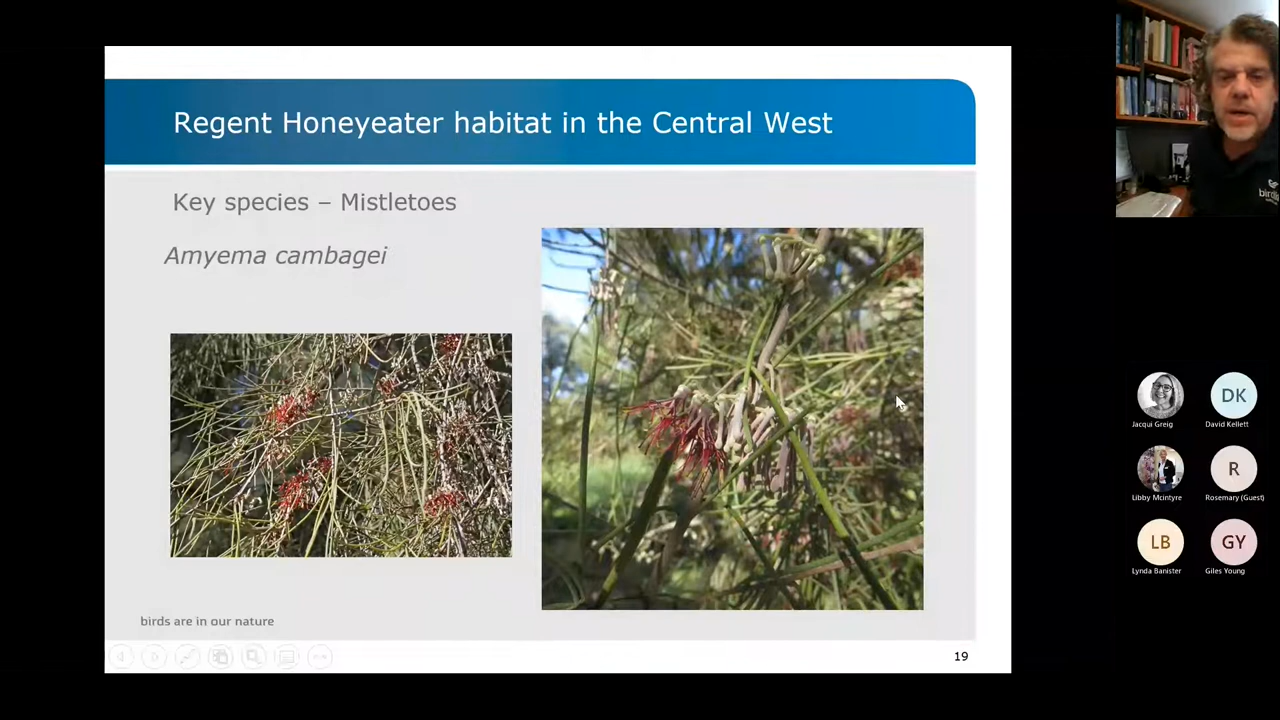 Regent Honeyeater habitat in the Central West
Key species – Mistletoes
Amyema cambagei
birds are in our nature
19
Jacqui Greig
DK
David Kellett
Libby Mcintyre
R
Rosemary (Guest)
LB
Lynda Banister
GY
Giles Young